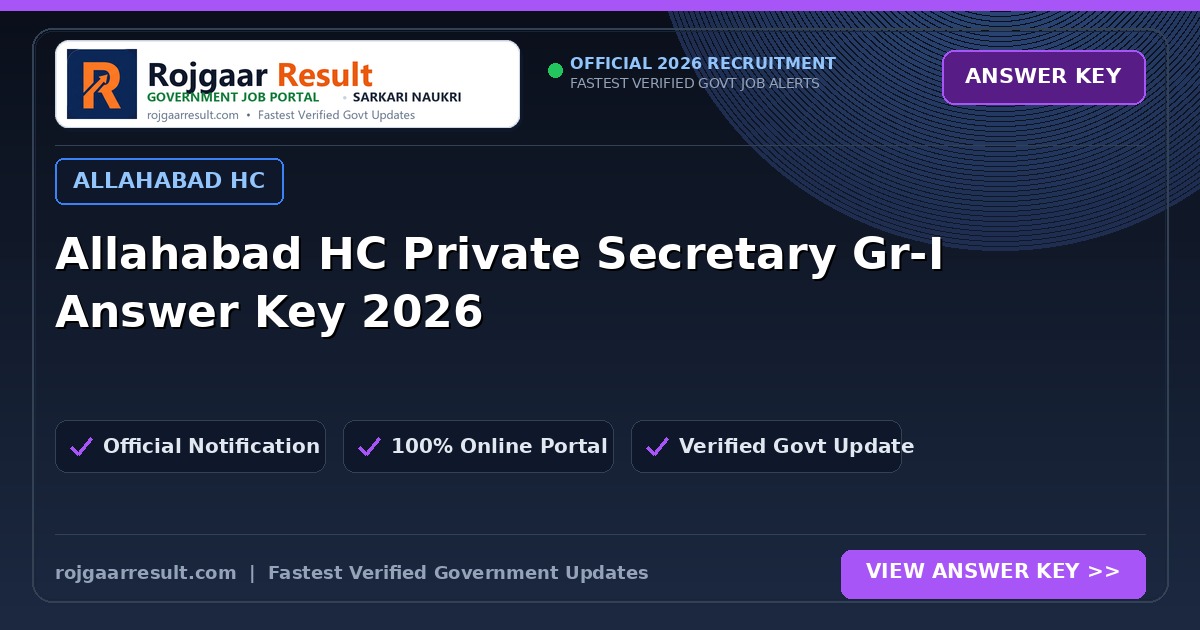 Rojgaar Result
GOVERNMENT JOB PORTAL • SARKARI NAUKRI
rojgaarresult.com • Fastest Verified Govt Updates
OFFICIAL 2026 RECRUITMENT
FASTEST VERIFIED GOVT JOB ALERTS
ANSWER KEY
ALLAHABAD HC
Allahabad HC Private Secretary Gr-I
Answer Key 2026
Official Notification
100% Online Portal
Verified Govt Update
rojgaarresult.com | Fastest Verified Government Updates
VIEW ANSWER KEY >>